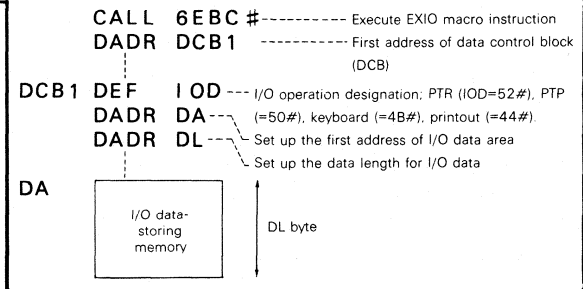 CALL 6EBC# Execute EXIO macro instruction
DADR DCB1 First address of data control block
(DCB)
DCB1 DEF IOD I/O operation designation; PTR (IOD=52#), PTP
DADR DA (=50#), keyboard (=4B#), printout (=44#).
DADR DL Set up the first address of I/O data area
Set up the data length for I/O data
DA
I/O data-
storing
memory
DL byte